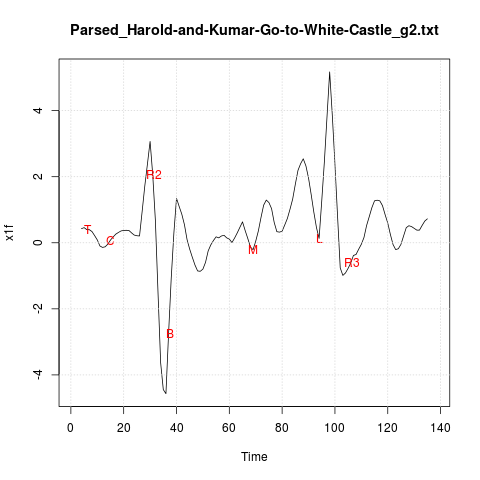 Parsed_Harold-and-Kumar-Go-to-White-Castle_g2.txt
x1f
4
2
0
-2
-4
T
C
R2
B
M
L
R3
0 20 40 60 80 100 120 140
Time